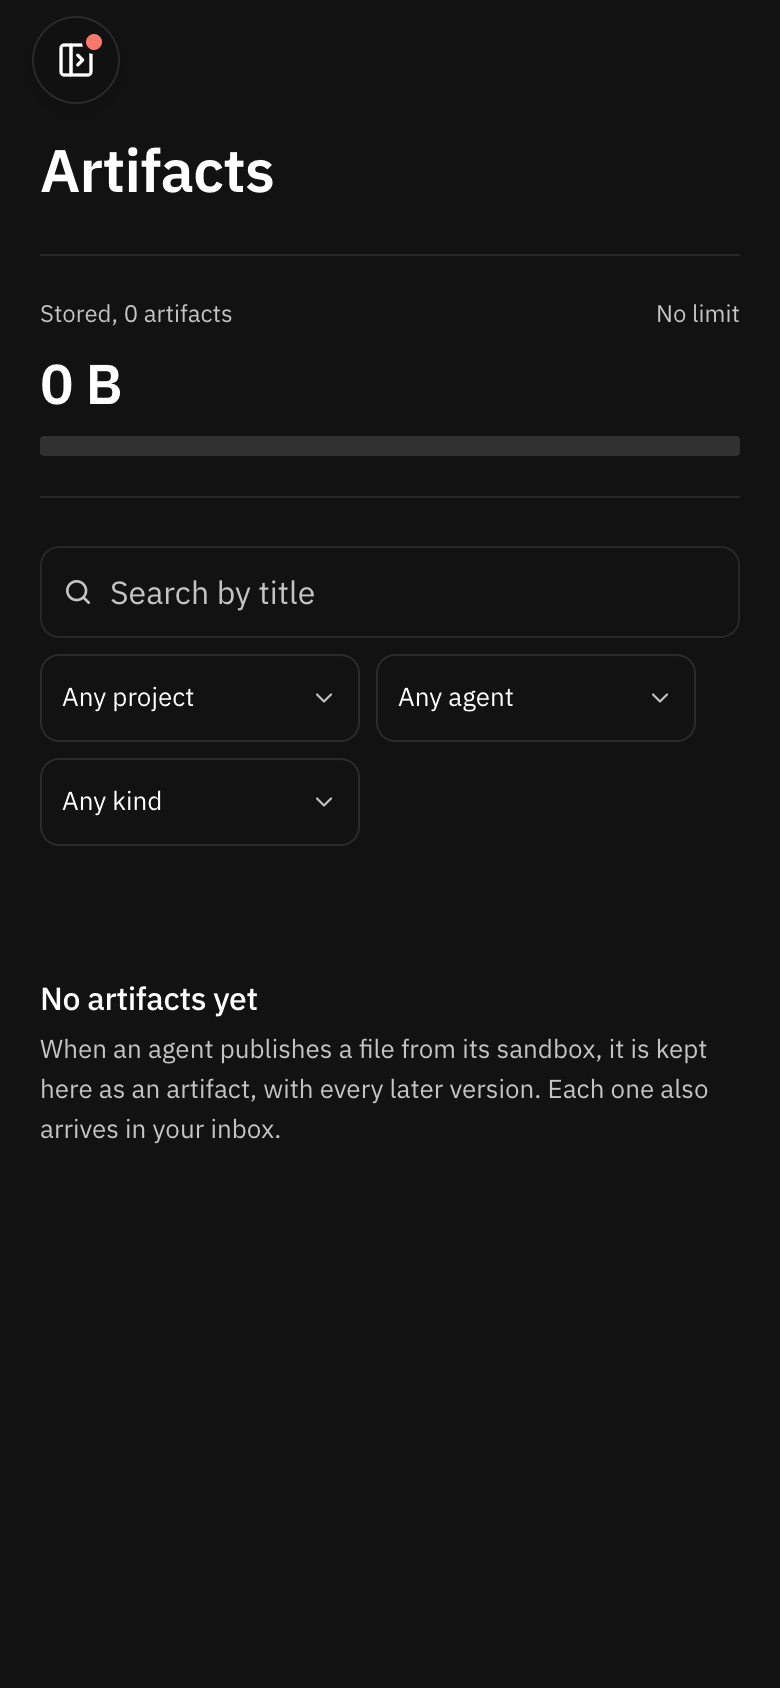 Artifacts
Stored, 0 artifacts
No limit
0 B
Search by title
Any project
Any agent
Any kind
No artifacts yet
When an agent publishes a file from its sandbox, it is kept
here as an artifact, with every later version. Each one also
arrives in your inbox.